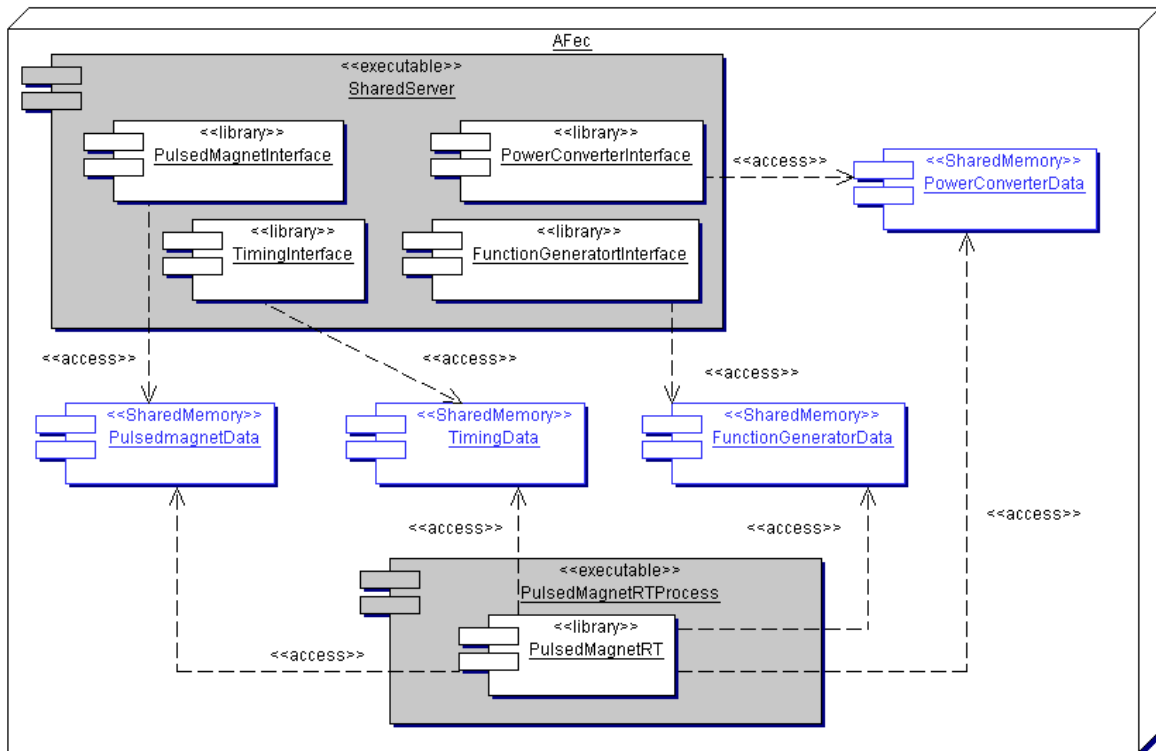 AFec
<<executable>>
SharedServer
<<library>>
PulsedMagnetInterface
<<library>>
PowerConverterInterface
<<access>>
<<SharedMemory>>
PowerConverterData
<<library>>
TimingInterface
<<library>>
FunctionGeneratortInterface
<<access>>
<<access>>
<<access>>
<<SharedMemory>>
PulsedmagnetData
<<SharedMemory>>
TimingData
<<SharedMemory>>
FunctionGeneratorData
<<access>>
<<access>>
<<access>>
<<executable>>
PulsedMagnetRTProcess
<<library>>
PulsedMagnetRT
<<access>>